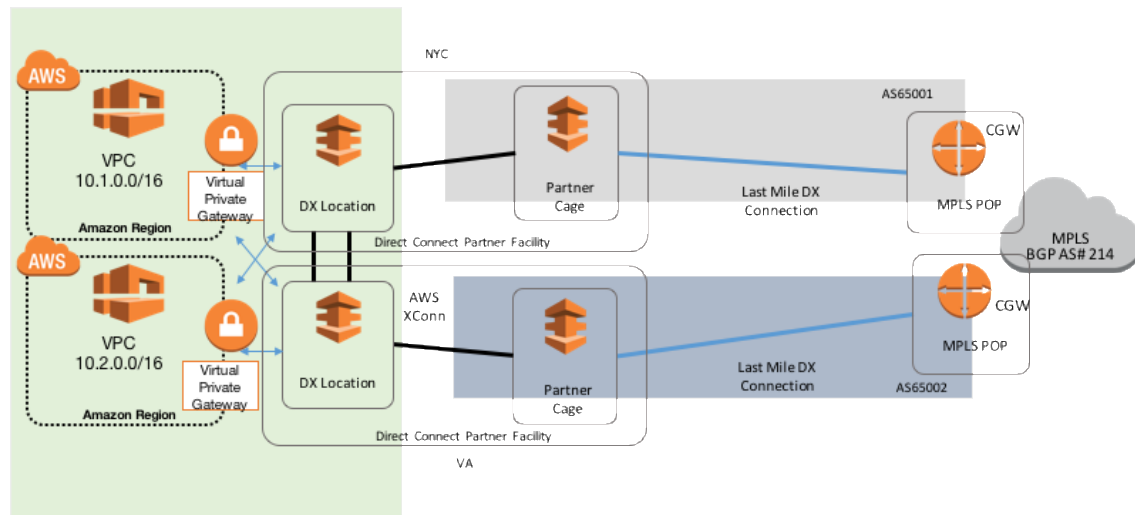 NYC
AWS
VPC
10.1.0.0/16
Virtual
Private
Gateway
Amazon Region
DX Location
Direct Connect Partner Facility
Partner
Cage
AS65001
CGW
Last Mile DX
Connection
MPLS POP
MPLS
BGP AS# 214
AWS
VPC
10.2.0.0/16
Virtual
Private
Gateway
Amazon Region
DX Location
AWS
XConn
Partner
Cage
Direct Connect Partner Facility
VA
Last Mile DX
Connection
CGW
MPLS POP
AS65002